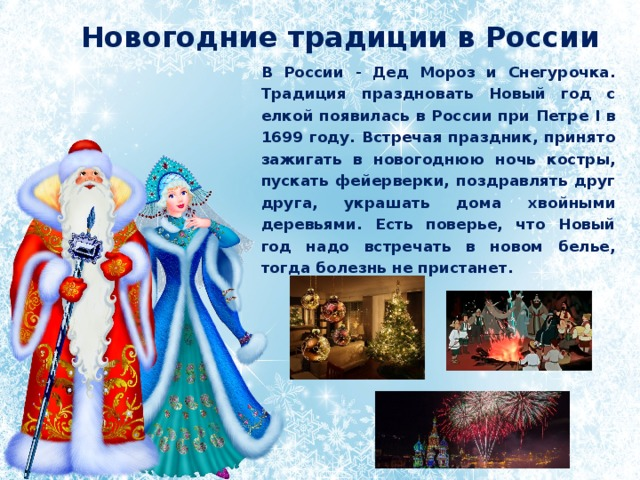 Новогодние традиции в России
В России - Дед Мороз и Снегурочка.
Традиция праздновать Новый год с
елкой появилась в России при Петре I в
1699 году. Встречая праздник, принято
зажигать в новогоднюю ночь костры,
пускать фейерверки, поздравлять друг
друга, украшать дома хвойными
деревьями. Есть поверье, что Новый
год надо встречать в новом белье,
тогда болезнь не пристанет.